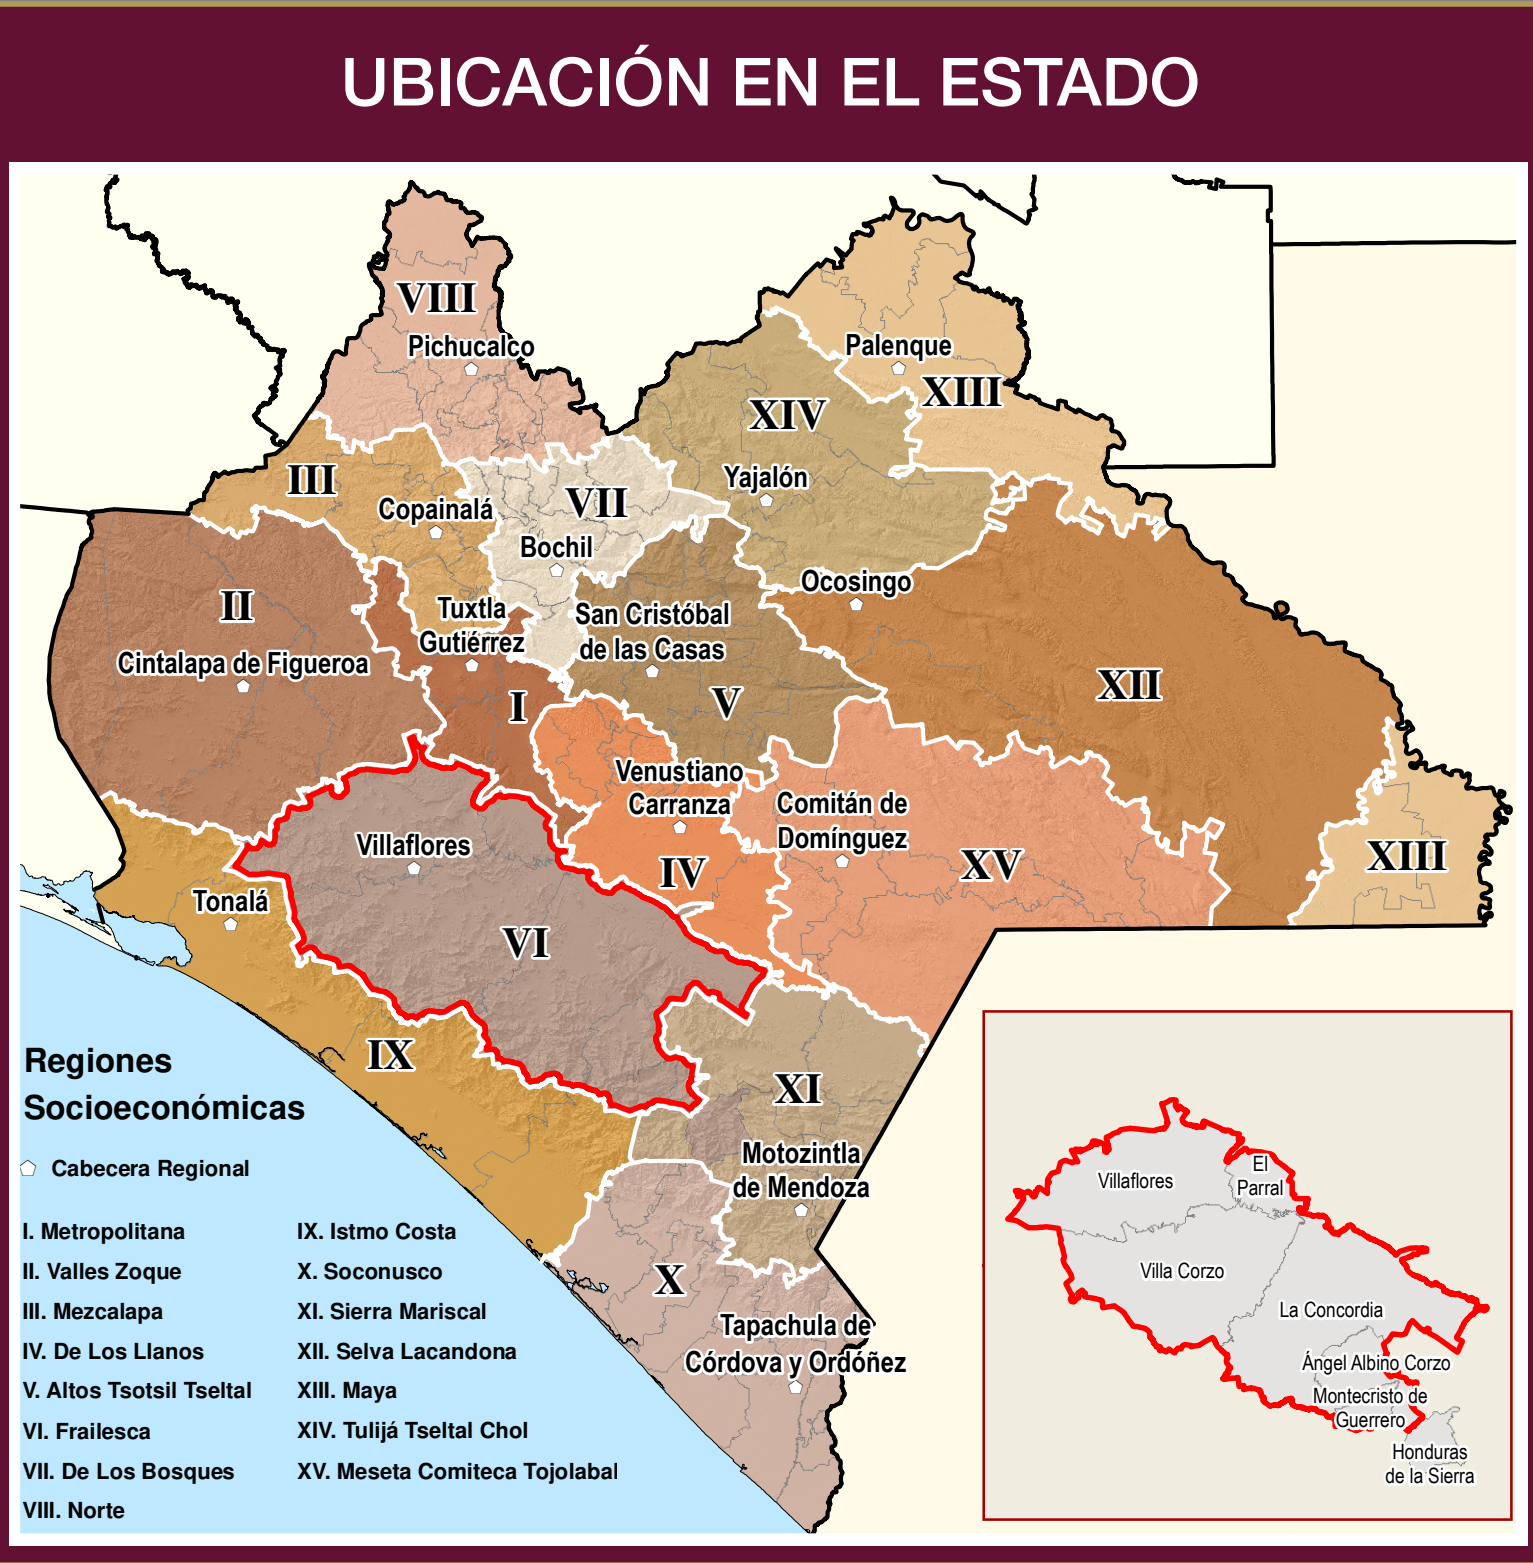 UBICACIÓN EN EL ESTADO
VIII
Pichucalco
Palenque
XIII
XIV
III
Yajalón
VII
Copainalá
Bochil
Ocosingo
II
Tuxtla
Gutiérrez
San Cristóbal
de las Casas
Cintalapa de Figueroa
XII
V
I
Venustiano
Carranza
Comitán de
Domínguez
Villaflores
IV
XV
XIII
Tonalá
VI
IX
XI
Motozintla
de Mendoza
X
Tapachula de
Córdova y Ordóñez
Regiones
Socioeconómicas
Cabecera Regional
I. Metropolitana
II. Valles Zoque
III. Mezcalapa
IV. De Los Llanos
V. Altos Tsotsil Tseltal
VI. Frailesca
VII. De Los Bosques
VIII. Norte
IX. Istmo Costa
X. Soconusco
XI. Sierra Mariscal
XII. Selva Lacandona
XIII. Maya
XIV. Tulijá Tseltal Chol
XV. Meseta Comiteca Tojolabal
El
Parral
Villaflores
Villa Corzo
La Concordia
Ángel Albino Corzo
Montecristo de
Guerrero
Honduras
de la Sierra